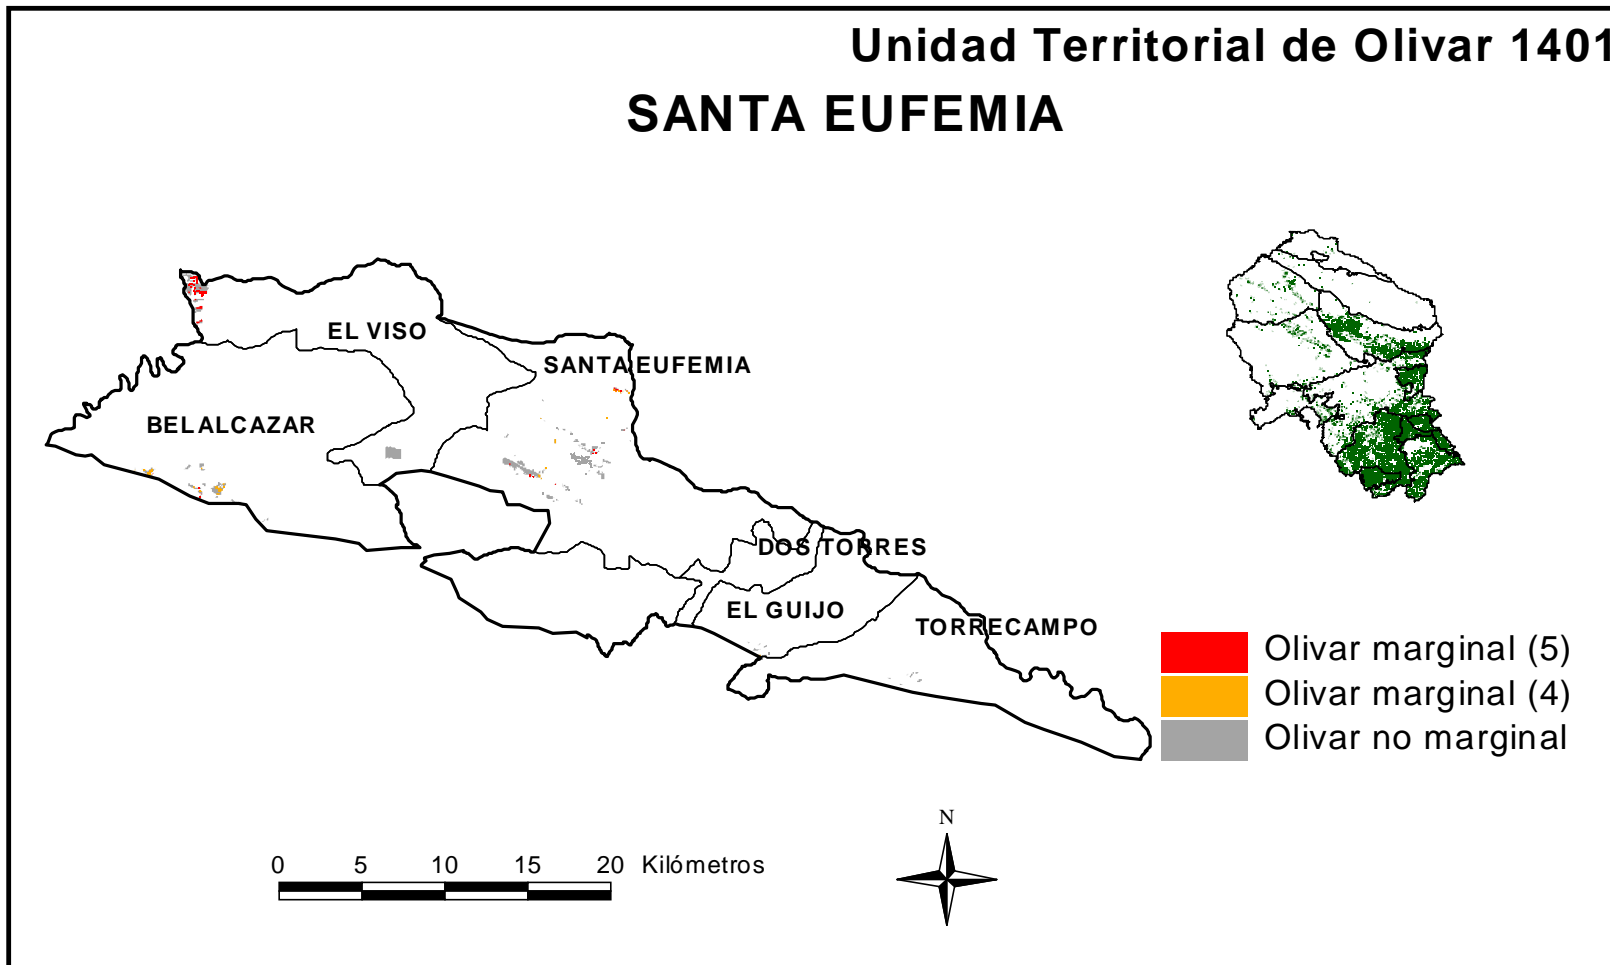 Unidad Territorial de Olivar 1401
SANTA EUFEMIA
EL VISO
SANTA EUFEMIA
BELALCAZAR
DOS TORRES
EL GUIJO
TORRECAMPO
Olivar marginal (5)
Olivar marginal (4)
Olivar no marginal
N
0 5 10 15 20 Kilómetros